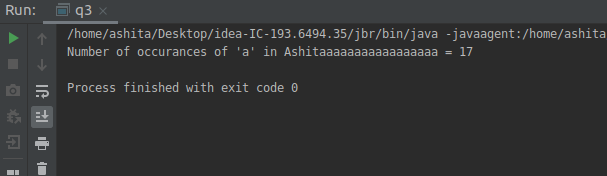 Run: q3
/home/ashita/Desktop/idea-IC-193.6494.35/jbr/bin/java -javaagent:/home/ashita
Number of occurances of 'a' in Ashitaaaaaaaaaaaaaaaaa = 17
Process finished with exit code 0